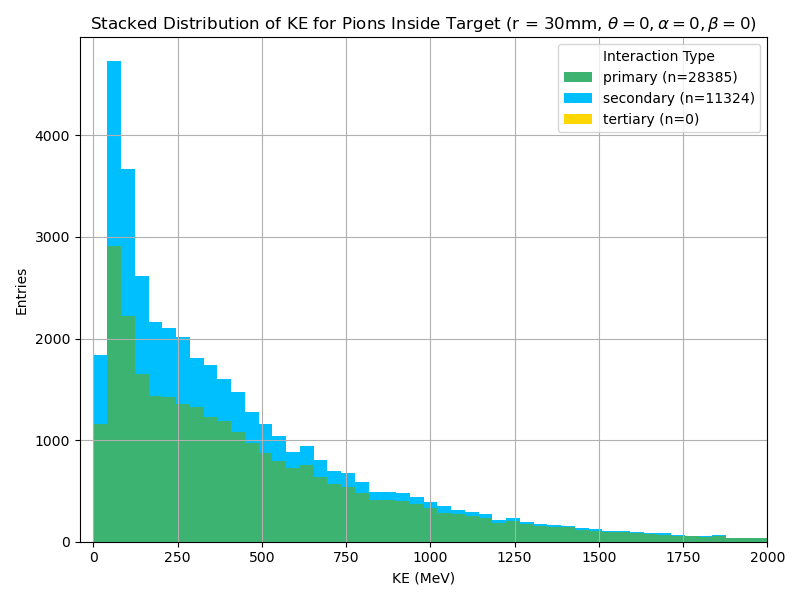 Stacked Distribution of KE for Pions Inside Target (r = 30mm, θ = 0, α = 0, β = 0)
Interaction Type
primary (n=28385)
secondary (n=11324)
tertiary (n=0)
4000
3000
2000
1000
0
Entries
0 250 500 750 1000 1250 1500 1750 2000
KE (MeV)